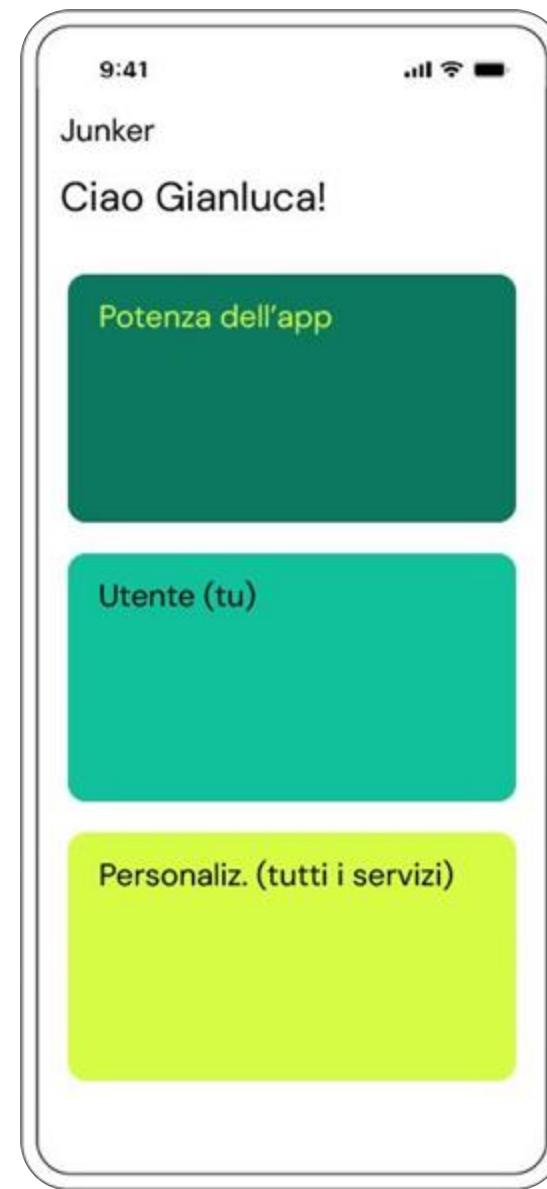 9:41
Junker
Ciao Gianluca!
Potenza dell’app
Utente (tu)
Personaliz. (tutti i servizi)